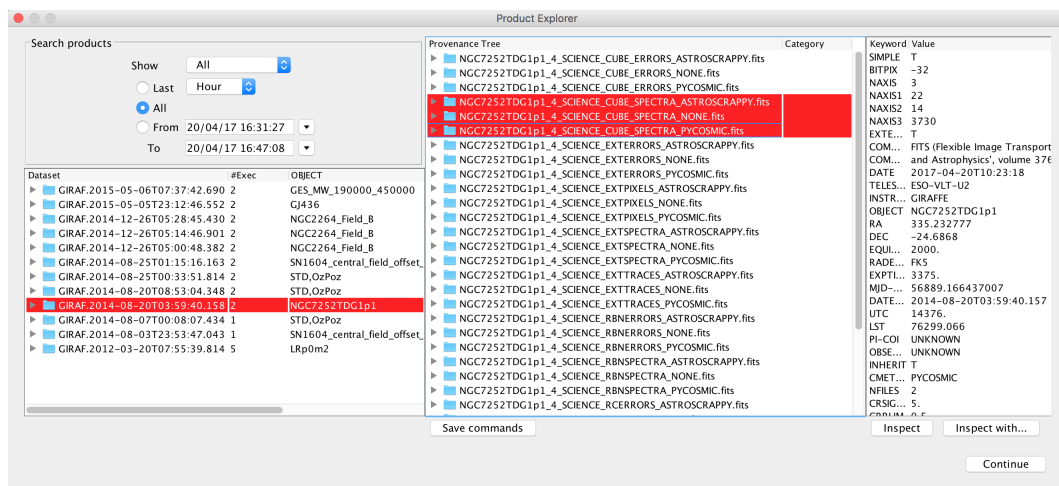 Product Explorer
Search products
Show All
Last Hour
All
From 20/04/17 16:31:27
To 20/04/17 16:47:08
Dataset #Exec OBJECT
GIRAF.2015-05-06T07:37:42.690 2 GES_MW_190000_450000
GIRAF.2015-05-05T23:12:46.552 2 GJ436
GIRAF.2014-12-26T05:28:45.430 2 NGC2264_Field_B
GIRAF.2014-12-26T05:14:46.901 2 NGC2264_Field_B
GIRAF.2014-12-26T05:00:48.382 2 NGC2264_Field_B
GIRAF.2014-08-25T01:15:16.163 2 SN1604_central_field_offset_
GIRAF.2014-08-25T00:33:51.814 2 STD,OzPoz
GIRAF.2014-08-20T08:53:04.348 2 STD,OzPoz
GIRAF.2014-08-20T03:59:40.158 2 NGC7252TDG1p1
GIRAF.2014-08-07T00:08:07.434 1 STD,OzPoz
GIRAF.2014-08-03T23:53:47.043 1 SN1604_central_field_offset_
GIRAF.2012-03-20T07:55:39.814 5 LRp0m2
Provenance Tree Category
NGC7252TDG1p1_4_SCIENCE_CUBE_ERRORS_ASTROSCRAPPY.fits
NGC7252TDG1p1_4_SCIENCE_CUBE_ERRORS_NONE.fits
NGC7252TDG1p1_4_SCIENCE_CUBE_ERRORS_PYCOSMIC.fits
NGC7252TDG1p1_4_SCIENCE_CUBE_SPECTRA_ASTROSCRAPPY.fits
NGC7252TDG1p1_4_SCIENCE_CUBE_SPECTRA_NONE.fits
NGC7252TDG1p1_4_SCIENCE_CUBE_SPECTRA_PYCOSMIC.fits
NGC7252TDG1p1_4_SCIENCE_EXTERRORS_ASTROSCRAPPY.fits
NGC7252TDG1p1_4_SCIENCE_EXTERRORS_NONE.fits
NGC7252TDG1p1_4_SCIENCE_EXTERRORS_PYCOSMIC.fits
NGC7252TDG1p1_4_SCIENCE_EXTPIXELS_ASTROSCRAPPY.fits
NGC7252TDG1p1_4_SCIENCE_EXTPIXELS_NONE.fits
NGC7252TDG1p1_4_SCIENCE_EXTPIXELS_PYCOSMIC.fits
NGC7252TDG1p1_4_SCIENCE_EXTSPECTRA_ASTROSCRAPPY.fits
NGC7252TDG1p1_4_SCIENCE_EXTSPECTRA_NONE.fits
NGC7252TDG1p1_4_SCIENCE_EXTSPECTRA_PYCOSMIC.fits
NGC7252TDG1p1_4_SCIENCE_EXTTRACES_ASTROSCRAPPY.fits
NGC7252TDG1p1_4_SCIENCE_EXTTRACES_NONE.fits
NGC7252TDG1p1_4_SCIENCE_EXTTRACES_PYCOSMIC.fits
NGC7252TDG1p1_4_SCIENCE_RBNERRORS_ASTROSCRAPPY.fits
NGC7252TDG1p1_4_SCIENCE_RBNERRORS_NONE.fits
NGC7252TDG1p1_4_SCIENCE_RBNERRORS_PYCOSMIC.fits
NGC7252TDG1p1_4_SCIENCE_RBNSPECTRA_ASTROSCRAPPY.fits
NGC7252TDG1p1_4_SCIENCE_RBNSPECTRA_NONE.fits
NGC7252TDG1p1_4_SCIENCE_RBNSPECTRA_PYCOSMIC.fits
NGC7252TDG1p1_4_SCIENCE_RCERRORS_ASTROSCRAPPY.fits
Keyword Value
SIMPLE T
BITPIX -32
NAXIS 3
NAXIS1 22
NAXIS2 14
NAXIS3 3730
EXTE... T
COM... FITS (Flexible Image Transport
COM... and Astrophysics', volume 376
DATE 2017-04-20T10:23:18
TELES... ESO-VLT-U2
INSTR... GIRAFFE
OBJECT NGC7252TDG1p1
RA 335.232777
DEC -24.6868
EQUI... 2000.
RADE... FK5
EXPTI... 3375.
MJD-... 56889.166437007
DATE... 2014-08-20T03:59:40.157
UTC 14376.
LST 76299.066
PI-COI UNKNOWN
OBSE... UNKNOWN
INHERIT T
CMET... PYCOSMIC
NFILES 2
CRSIG... 5.
Save commands
Inspect
Inspect with...
Continue